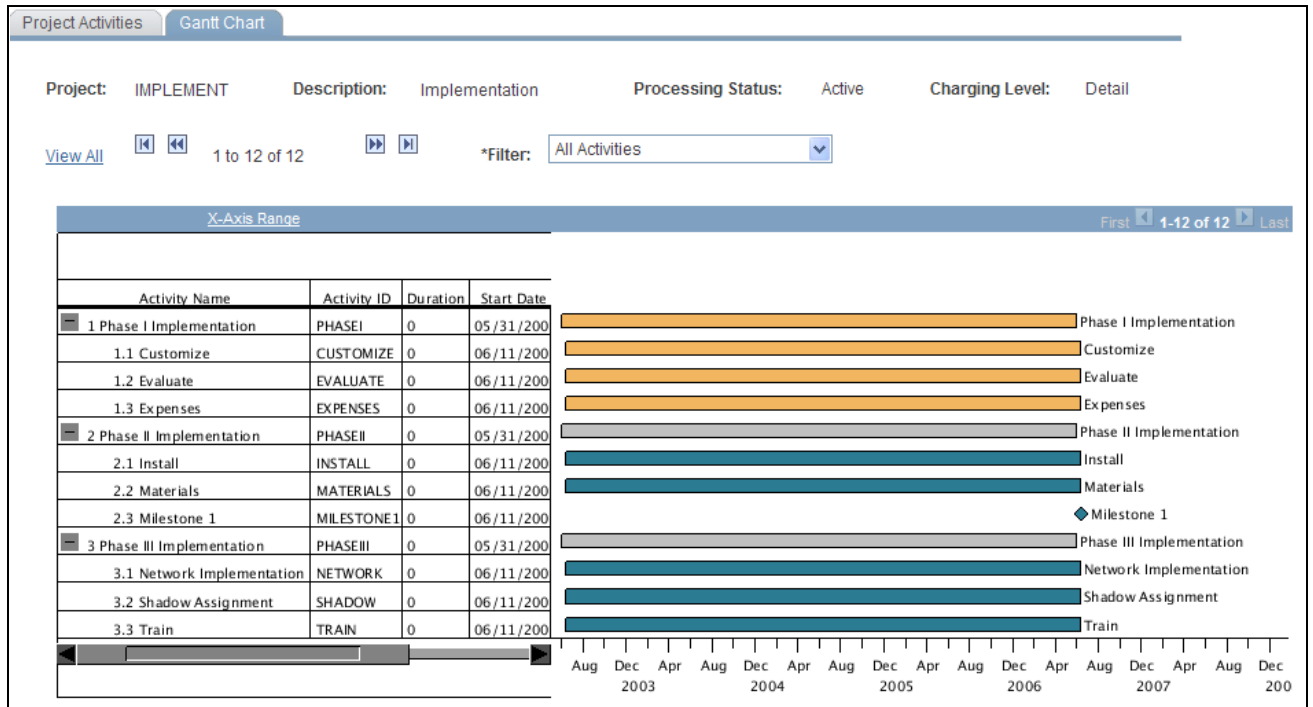 Project Activities Gantt Chart
Project: IMPLEMENT Description: Implementation Processing Status: Active Charging Level: Detail
View All 1 to 12 of 12 *Filter: All Activities
X-Axis Range First 1-12 of 12 Last
Activity Name Activity ID Duration Start Date
1 Phase I Implementation PHASEI 0 05/31/200 Phase I Implementation
1.1 Customize CUSTOMIZE 0 06/11/200 Customize
1.2 Evaluate EVALUATE 0 06/11/200 Evaluate
1.3 Expenses EXPENSES 0 06/11/200 Expenses
2 Phase II Implementation PHASEII 0 05/31/200 Phase II Implementation
2.1 Install INSTALL 0 06/11/200 Install
2.2 Materials MATERIALS 0 06/11/200 Materials
2.3 Milestone 1 MILESTONE1 0 06/11/200 Milestone 1
3 Phase III Implementation PHASEIII 0 05/31/200 Phase III Implementation
3.1 Network Implementation NETWORK 0 06/11/200 Network Implementation
3.2 Shadow Assignment SHADOW 0 06/11/200 Shadow Assignment
3.3 Train TRAIN 0 06/11/200 Train
Aug Dec Apr Aug Dec Apr Aug Dec Apr Aug Dec Apr Aug Dec Apr Aug Dec
2003 2004 2005 2006 2007 200